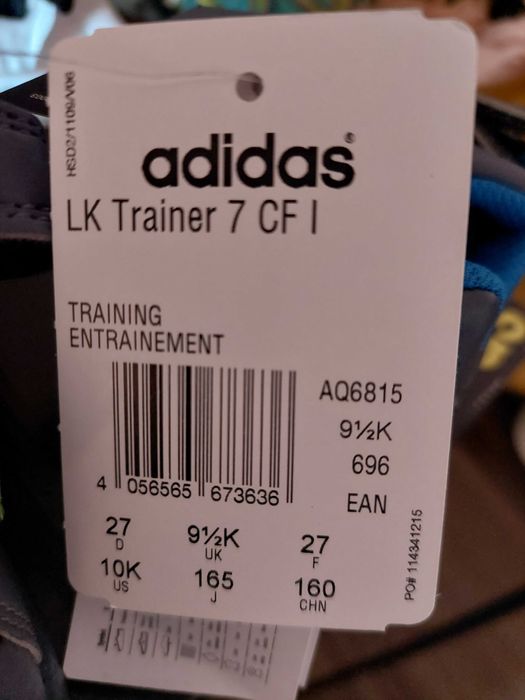 HSD2/1109/V06
adidas®
LK Trainer 7 CF I
TRAINING
ENTRAINEMENT
AQ6815
9½K
696
EAN
4 056565 673636
27 9½K 27
D UK F
10K 165 160
US J CHN
PO# 114341215